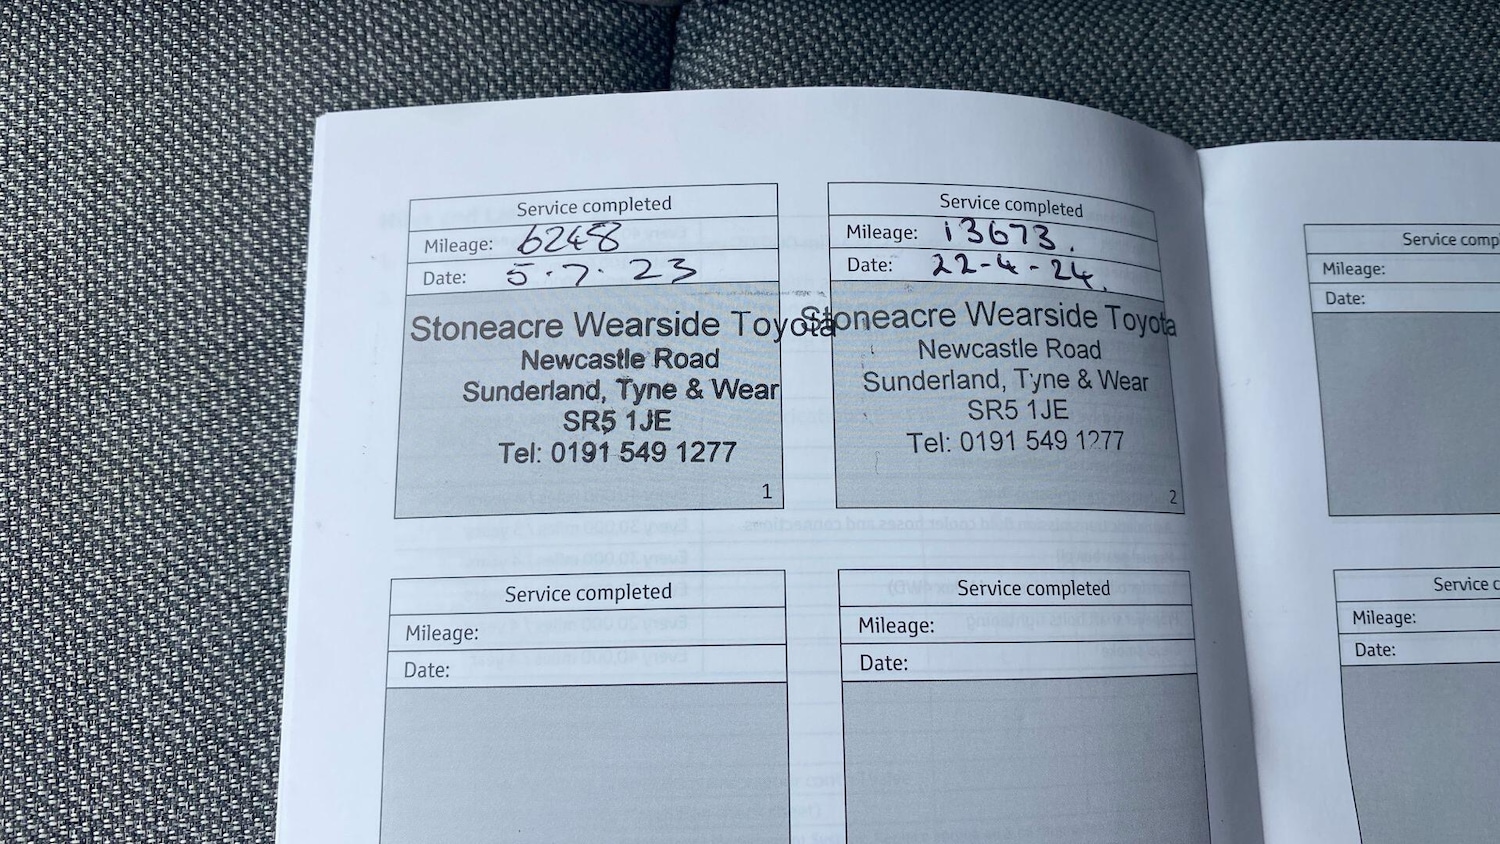 Service completed
Mileage: 6248
Date: 5.7.23
Stoneacre Wearside Toyota
Newcastle Road
Sunderland, Tyne & Wear
SR5 1JE
Tel: 0191 549 1277
1
Service completed
Mileage: 13673.
Date: 22-4-24.
Stoneacre Wearside Toyota
Newcastle Road
Sunderland, Tyne & Wear
SR5 1JE
Tel: 0191 549 1277
2
Service comp
Mileage:
Date:
Service completed
Mileage:
Date:
Service completed
Mileage:
Date:
Service c
Mileage:
Date: